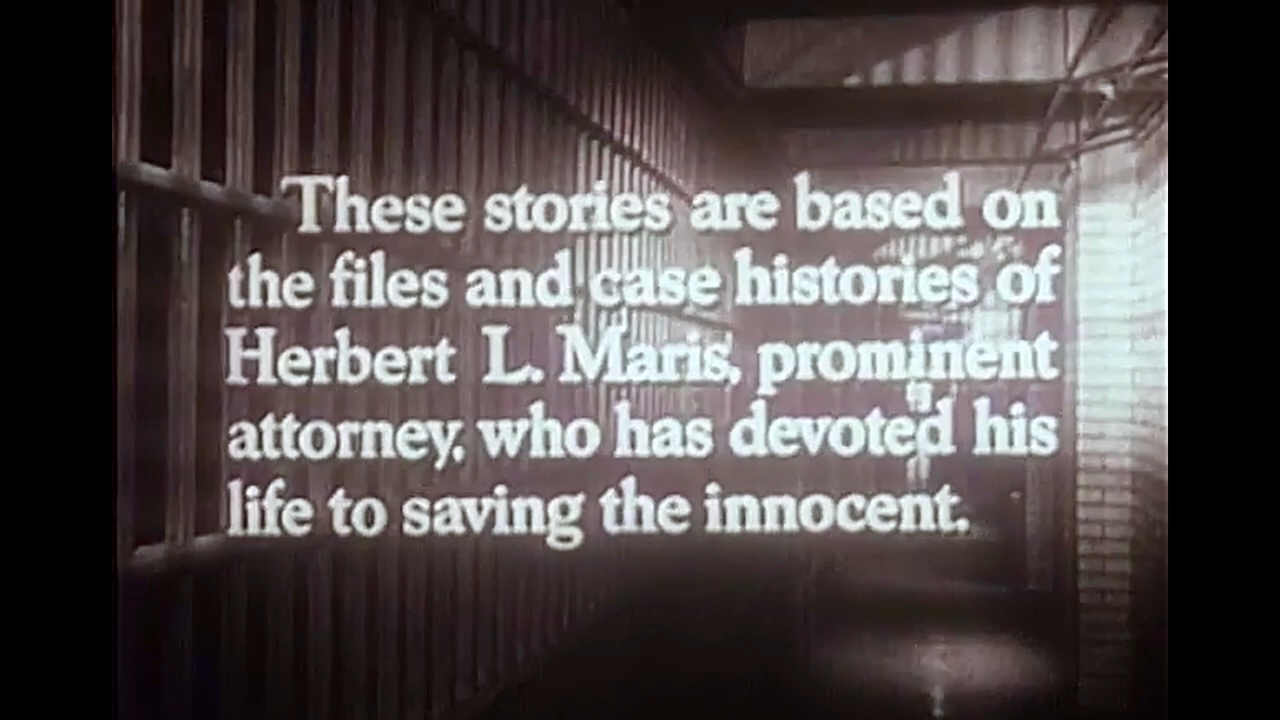 These stories are based on
the files and case histories of
Herbert L. Maris, prominent
attorney, who has devoted his
life to saving the innocent.